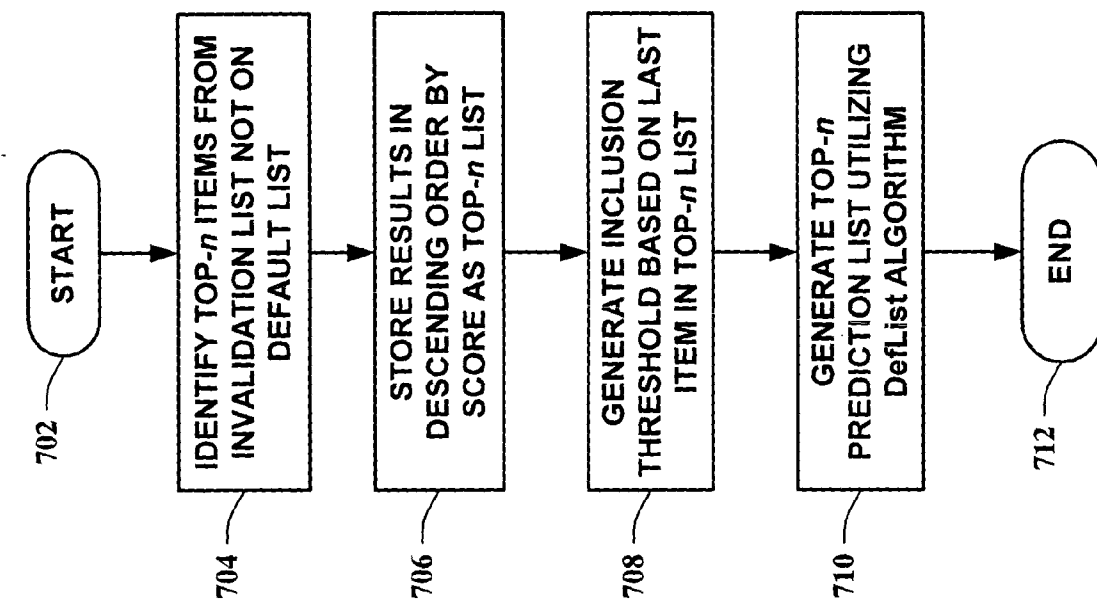 START
702
IDENTIFY TOP-n ITEMS FROM
INVALIDATION LIST NOT ON
DEFAULT LIST
704
STORE RESULTS IN
DESCENDING ORDER BY
SCORE AS TOP-n LIST
706
GENERATE INCLUSION
THRESHOLD BASED ON LAST
ITEM IN TOP-n LIST
708
GENERATE TOP-n
PREDICTION LIST UTILIZING
DefList ALGORITHM
710
END
712